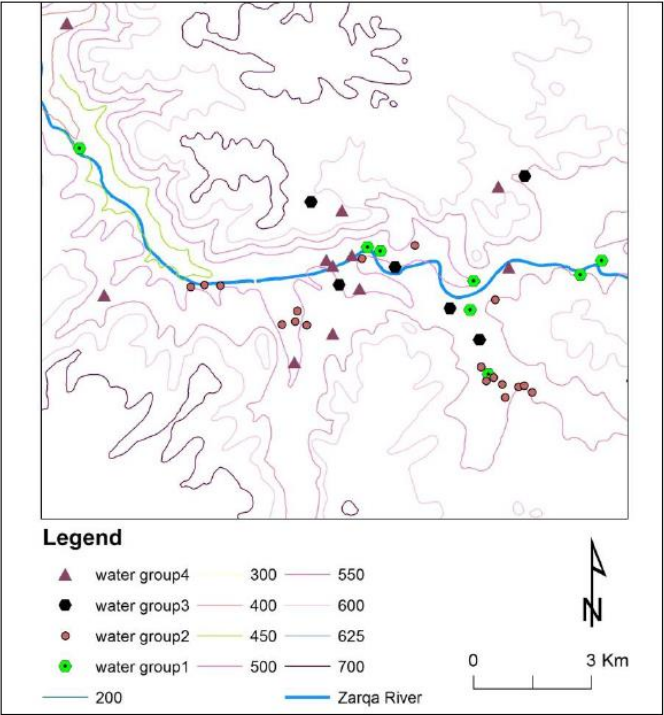 Legend
water group4 300 550
water group3 400 600
water group2 450 625
water group1 500 700
200 Zarqa River
N
0 3 Km